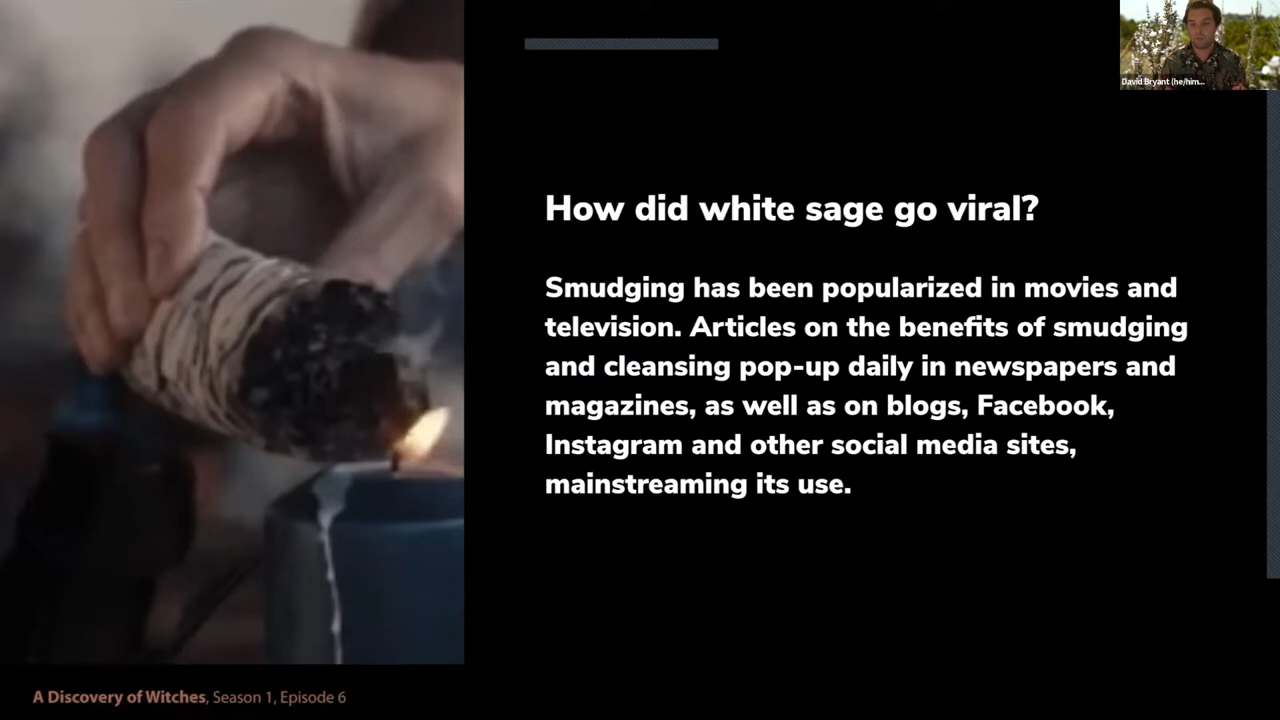 David Bryant (he/him...
How did white sage go viral?
Smudging has been popularized in movies and
television. Articles on the benefits of smudging
and cleansing pop-up daily in newspapers and
magazines, as well as on blogs, Facebook,
Instagram and other social media sites,
mainstreaming its use.
A Discovery of Witches, Season 1, Episode 6